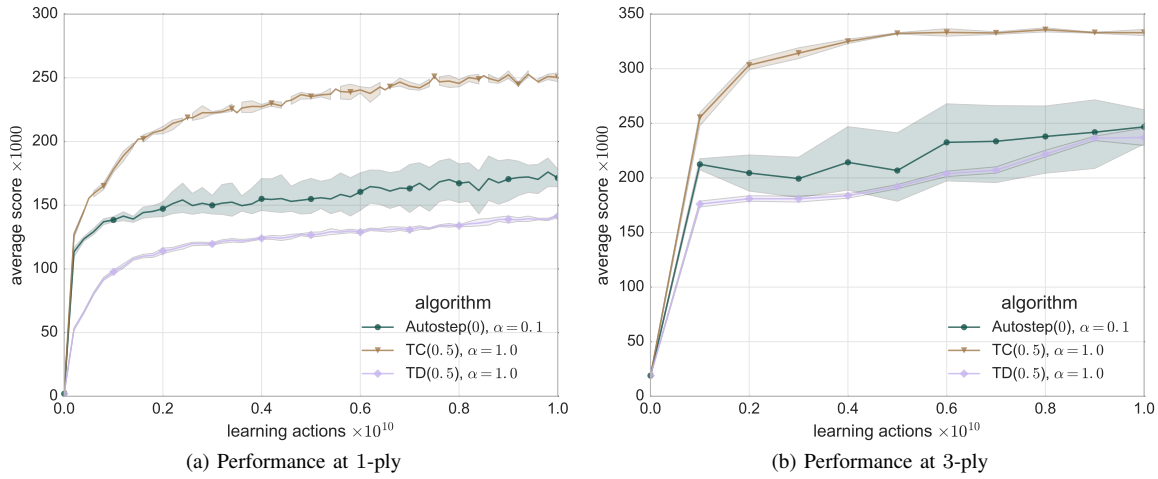 300
250
200
150
100
50
0
average score ×1000
0.0 0.2 0.4 0.6 0.8 1.0
learning actions ×10^10
algorithm
Autostep(0), α = 0.1
TC(0.5), α = 1.0
TD(0.5), α = 1.0
(a) Performance at 1-ply
350
300
250
200
150
100
50
0
average score ×1000
0.0 0.2 0.4 0.6 0.8 1.0
learning actions ×10^10
algorithm
Autostep(0), α = 0.1
TC(0.5), α = 1.0
TD(0.5), α = 1.0
(b) Performance at 3-ply